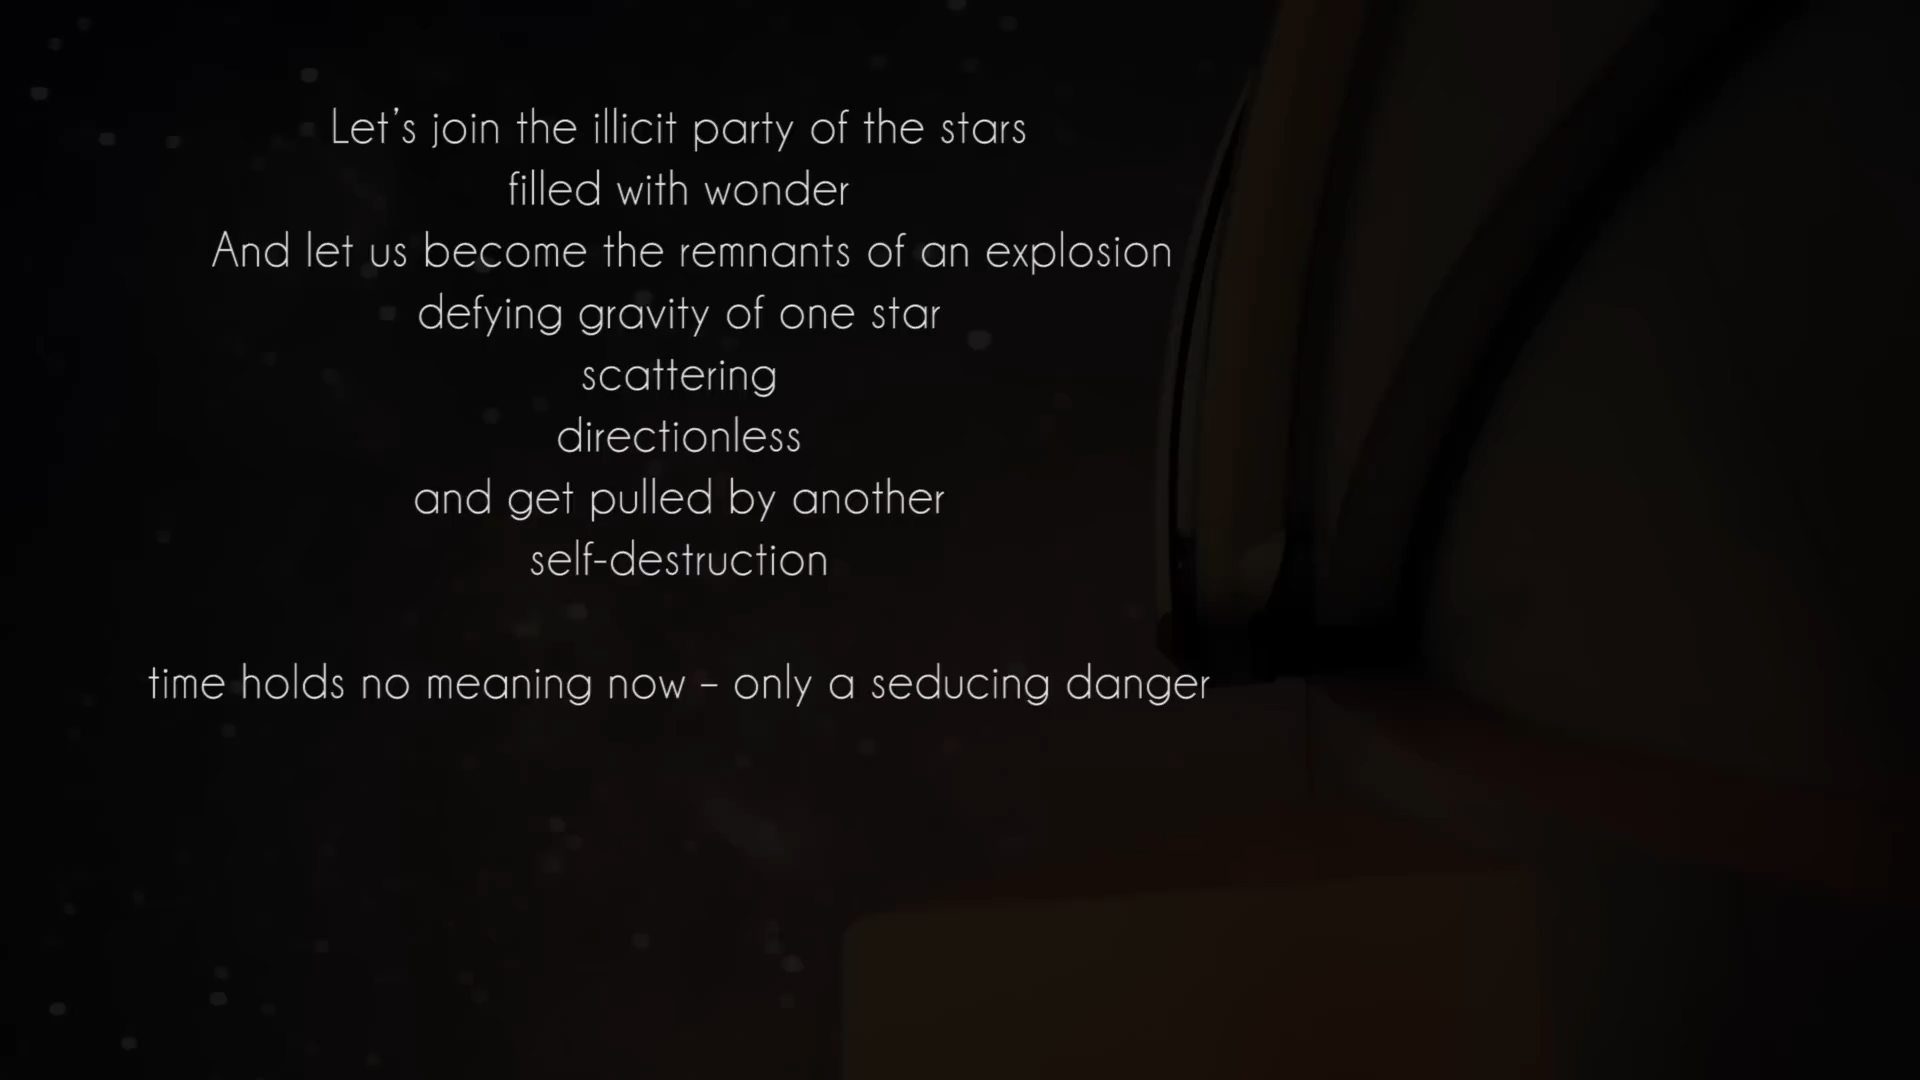 Let's join the illicit party of the stars
filled with wonder
And let us become the remnants of an explosion
defying gravity of one star
scattering
directionless
and get pulled by another
self-destruction
time holds no meaning now – only a seducing danger